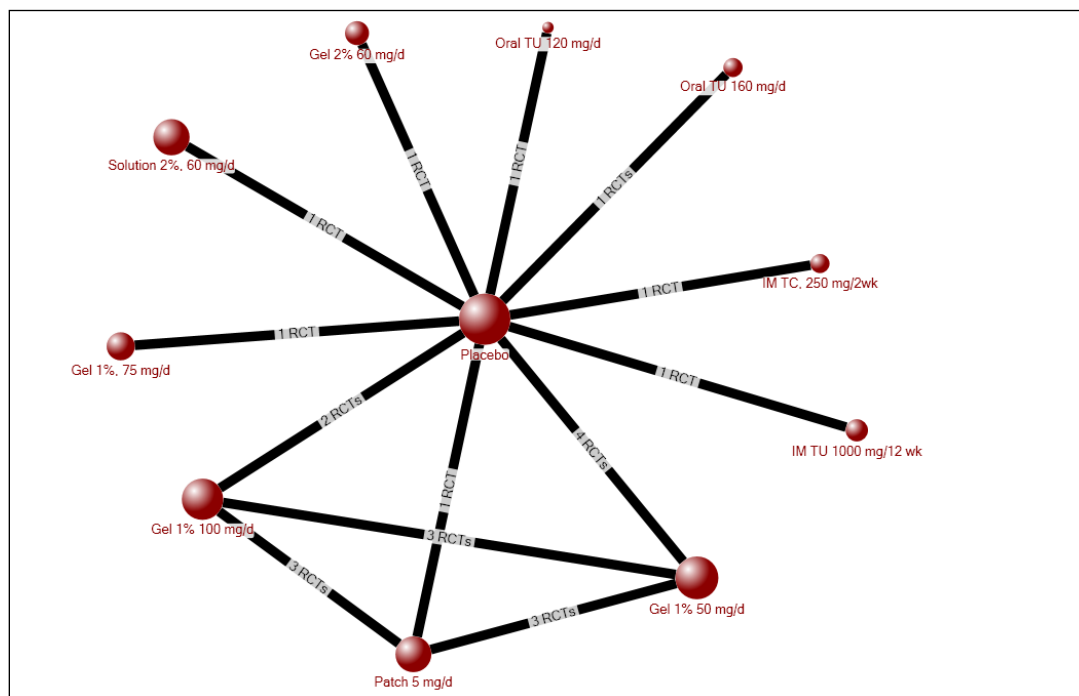 Oral TU 120 mg/d
Gel 2% 60 mg/d
Oral TU 160 mg/d
1 RCT
1 RCT
1 RCTs
Solution 2%, 60 mg/d
1 RCT
IM TC, 250 mg/2wk
1 RCT
1 RCT
Placebo
Gel 1%, 75 mg/d
1 RCT
2 RCTs
4 RCTs
IM TU 1000 mg/12 wk
1 RCT
Gel 1% 100 mg/d
3 RCTs
3 RCTs
Gel 1% 50 mg/d
3 RCTs
Patch 5 mg/d